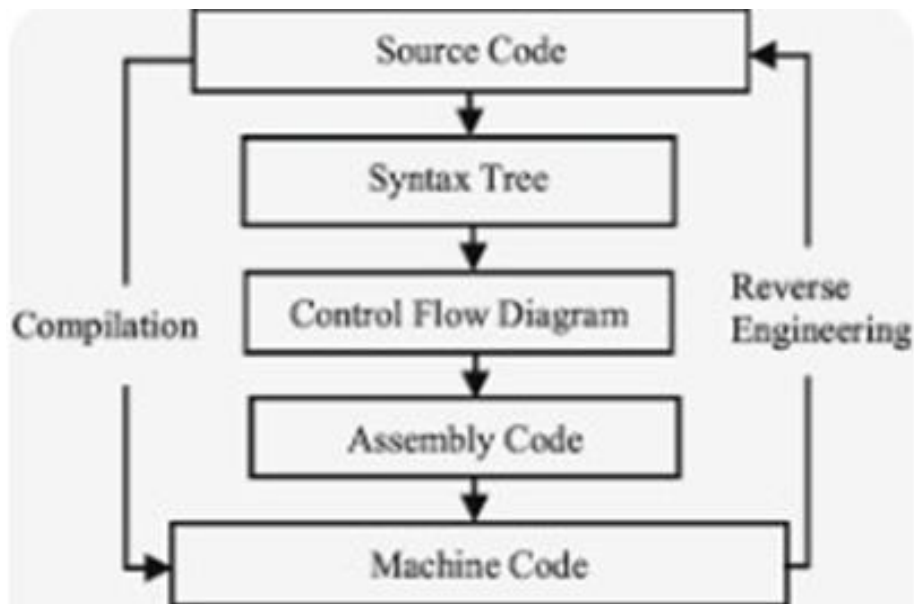 Source Code
Syntax Tree
Control Flow Diagram
Compilation
Reverse
Engineering
Assembly Code
Machine Code